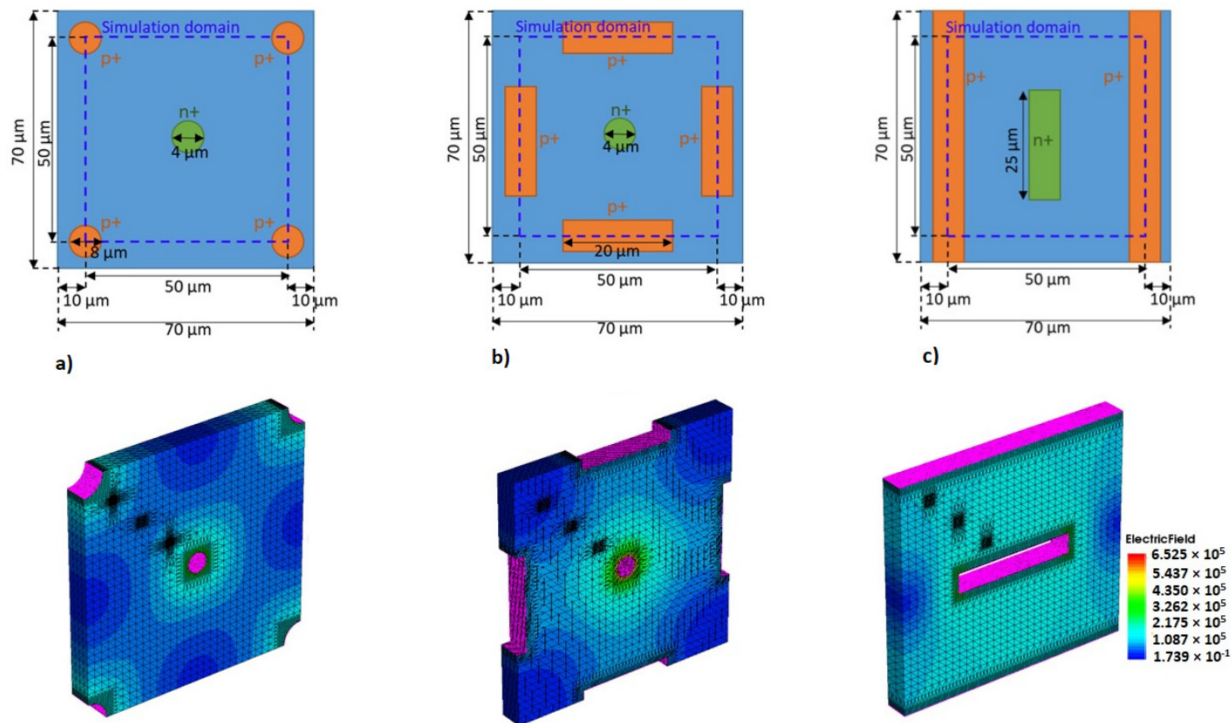 Simulation domain
p+
p+
n+
4 µm
70 µm
50 µm
p+
p+
8 µm
50 µm
10 µm
10 µm
70 µm
a)
Simulation domain
p+
n+
p+
p+
4 µm
70 µm
50 µm
p+
20 µm
50 µm
10 µm
10 µm
70 µm
b)
Simulation domain
p+
p+
n+
25 µm
70 µm
50 µm
50 µm
10 µm
10 µm
70 µm
c)
ElectricField
6.525 × 10⁵
5.437 × 10⁵
4.350 × 10⁵
3.262 × 10⁵
2.175 × 10⁵
1.087 × 10⁵
1.739 × 10⁻¹